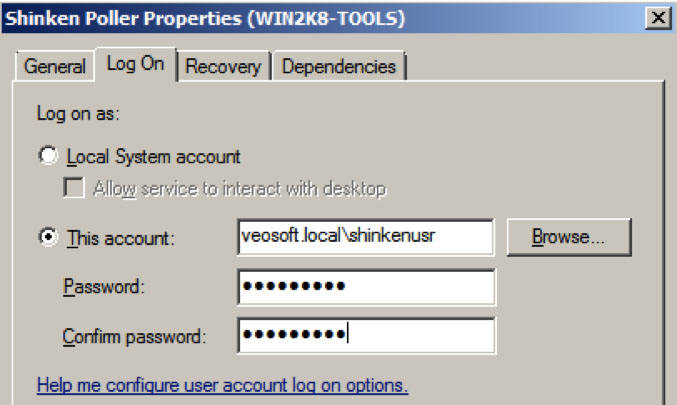 Shinken Poller Properties (WIN2K8-TOOLS)
General Log On Recovery Dependencies
Log on as:
Local System account
Allow service to interact with desktop
This account: veosoft.local\shinkenusr Browse...
Password: ●●●●●●●●●
Confirm password: ●●●●●●●●●
Help me configure user account log on options.